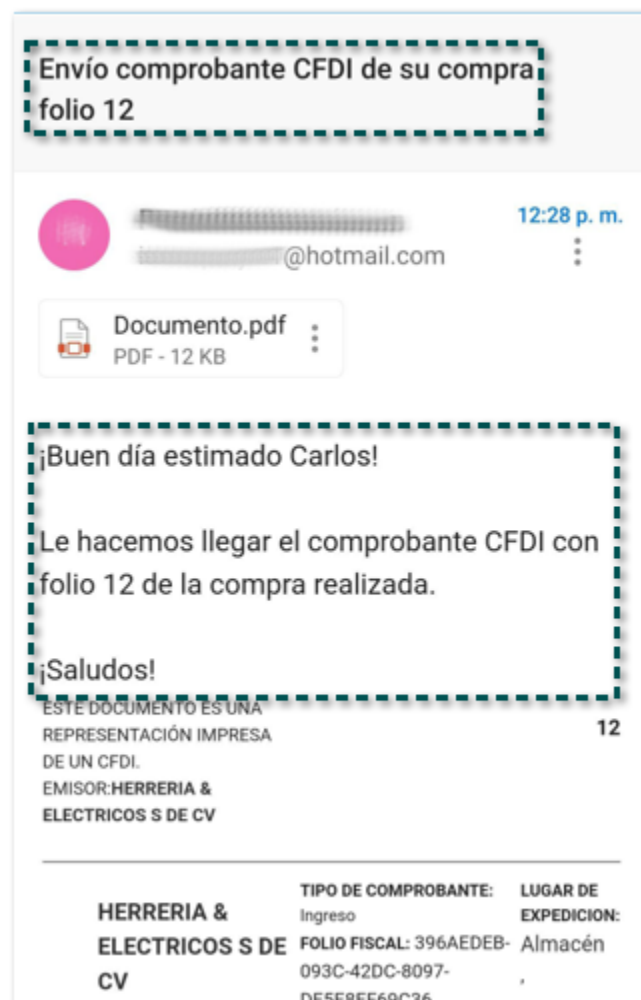 Envío comprobante CFDI de su compra
folio 12
12:28 p. m.
@hotmail.com
Documento.pdf
PDF - 12 KB
¡Buen día estimado Carlos!
Le hacemos llegar el comprobante CFDI con
folio 12 de la compra realizada.
¡Saludos!
ESTE DOCUMENTO ES UNA
REPRESENTACIÓN IMPRESA
DE UN CFDI.
EMISOR:HERRERIA &
ELECTRICOS S DE CV
12
HERRERIA &
ELECTRICOS S DE
CV
TIPO DE COMPROBANTE:
Ingreso
FOLIO FISCAL: 396AEDEB-
093C-42DC-8097-
DE5F8FF69C36
LUGAR DE
EXPEDICION:
Almacén
,